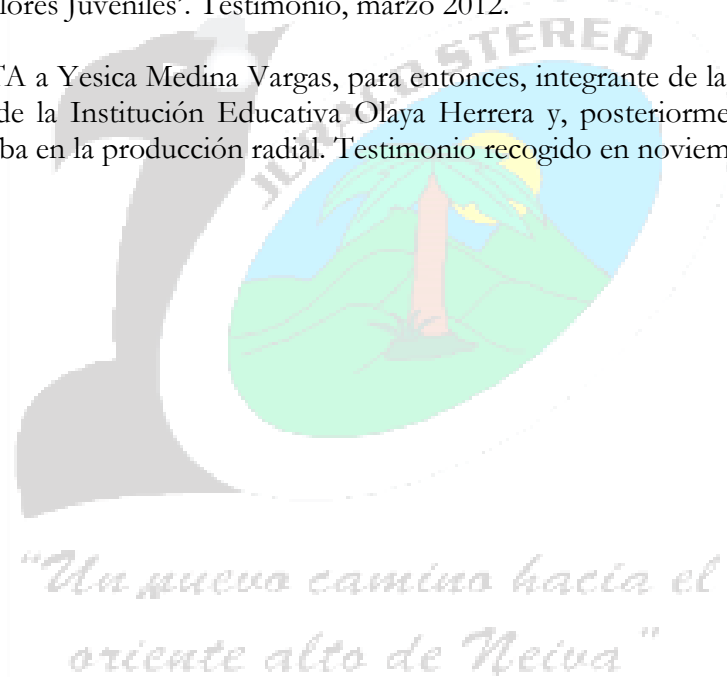 lores Juveniles'. Testimonio, marzo 2012.
TA a Yesica Medina Vargas, para entonces, integrante de la
de la Institución Educativa Olaya Herrera y, posteriorme
ba en la producción radial. Testimonio recogido en noviem
JURACO STEREO
"Un nuevo camino hacia el
oriente alto de Neiva"